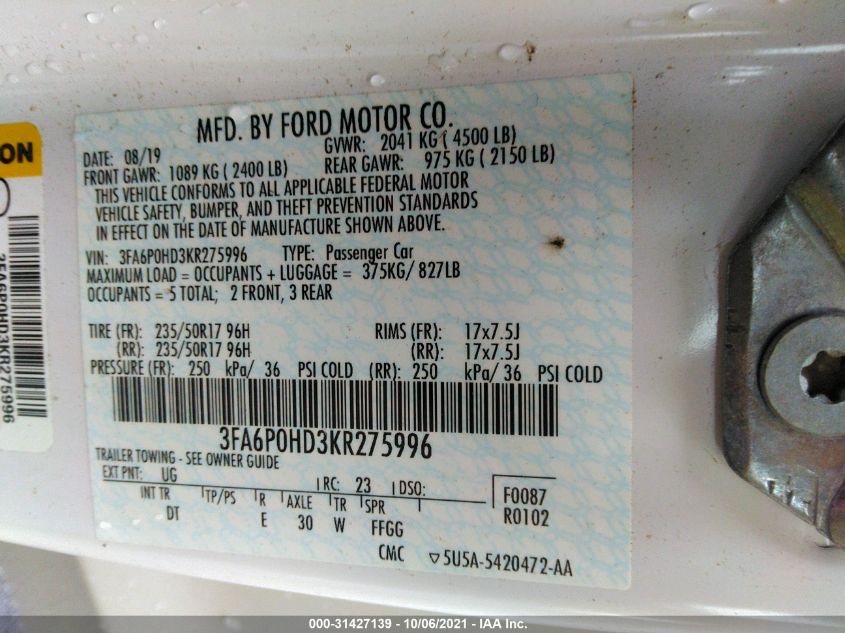 MFD. BY FORD MOTOR CO.
DATE: 08/19 GVWR: 2041 KG ( 4500 LB)
FRONT GAWR: 1089 KG ( 2400 LB) REAR GAWR: 975 KG ( 2150 LB)
THIS VEHICLE CONFORMS TO ALL APPLICABLE FEDERAL MOTOR
VEHICLE SAFETY, BUMPER, AND THEFT PREVENTION STANDARDS
IN EFFECT ON THE DATE OF MANUFACTURE SHOWN ABOVE.
VIN: 3FA6P0HD3KR275996 TYPE: Passenger Car
MAXIMUM LOAD = OCCUPANTS + LUGGAGE = 375KG/ 827LB
OCCUPANTS = 5 TOTAL; 2 FRONT, 3 REAR
TIRE (FR): 235/50R17 96H RIMS (FR): 17x7.5J
(RR): 235/50R17 96H (RR): 17x7.5J
PRESSURE (FR): 250 kPa/ 36 PSI COLD (RR): 250 kPa/ 36 PSI COLD
3FA6P0HD3KR275996
TRAILER TOWING - SEE OWNER GUIDE
EXT PNT: UG RC: 23 DSO: F0087
INT TR TP/PS R AXLE TR SPR R0102
DT E 30 W FFGG
CMC ▽5U5A-5420472-AA
ON
3FA6P0HD3KR275996
000-31427139 - 10/06/2021 - IAA Inc.